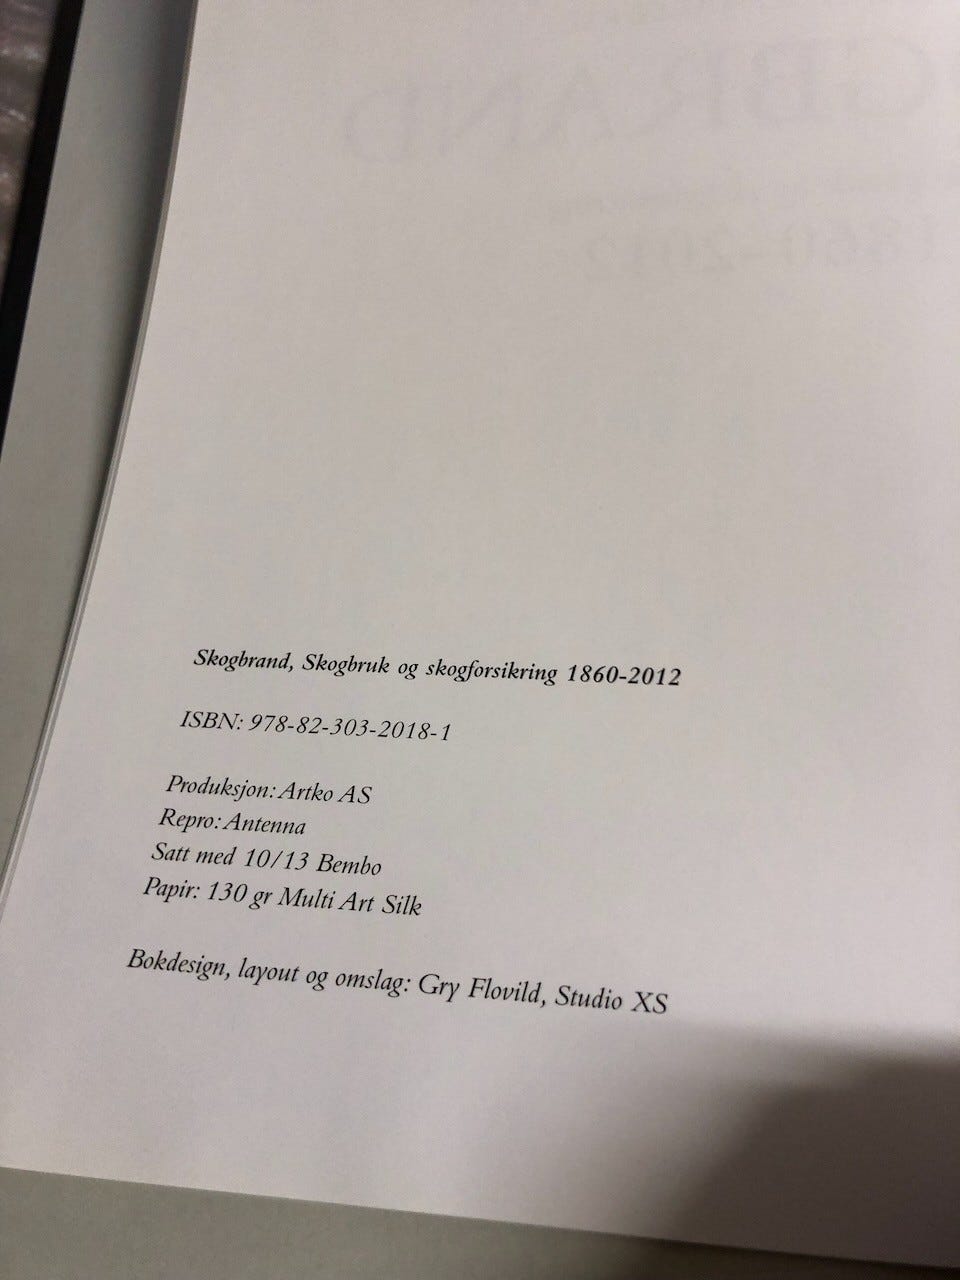 Skogbrand, Skogbruk og skogforsikring 1860-2012
ISBN: 978-82-303-2018-1
Produksjon: Artko AS
Repro: Antenna
Satt med 10/13 Bembo
Papir: 130 gr Multi Art Silk
Bokdesign, layout og omslag: Gry Flovild, Studio XS